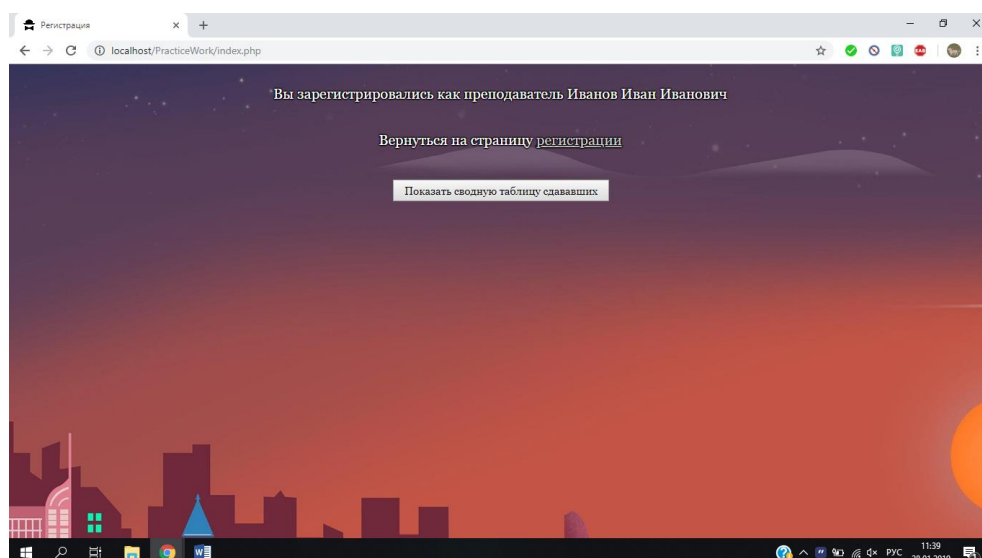 Регистрация
localhost/PracticeWork/index.php
Вы зарегистрировались как преподаватель Иванов Иван Иванович
Вернуться на страницу регистрации
Показать сводную таблицу сдававших
РУС
11:39